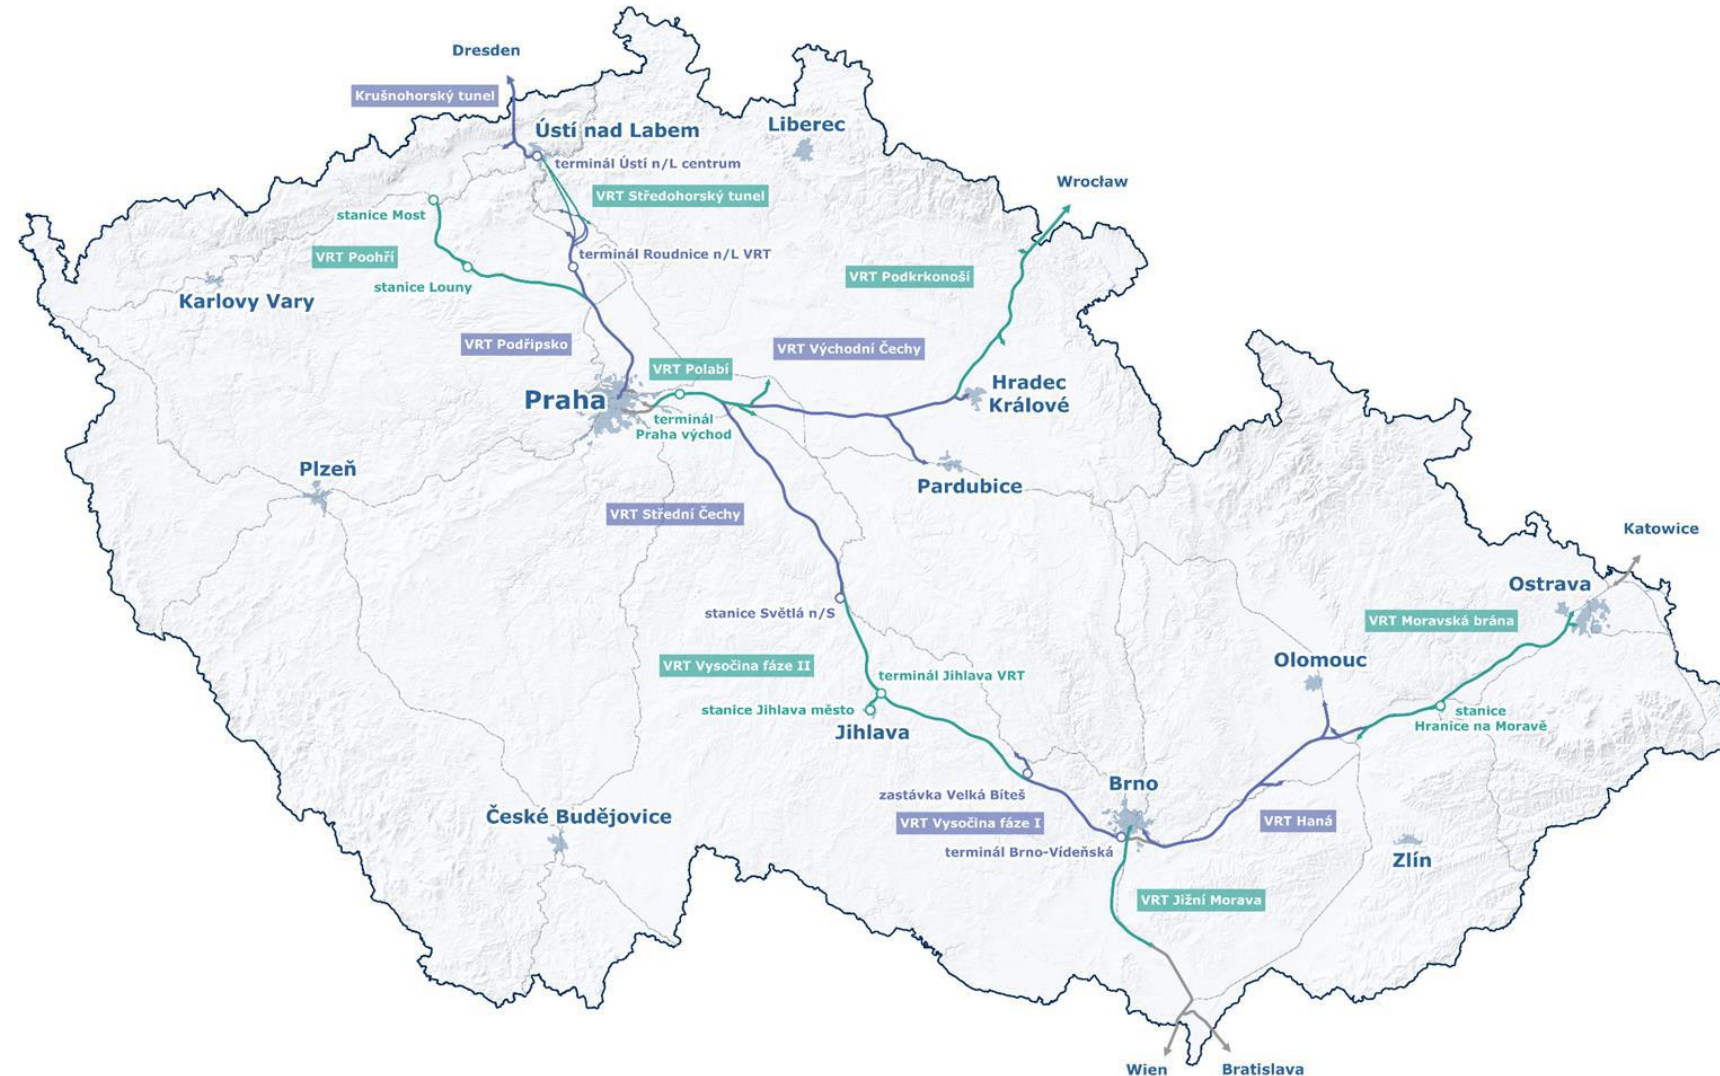 Dresden
Krušnohorský tunel
Ústí nad Labem
Liberec
terminál Ústí n/L centrum
Wrocław
VRT Středohorský tunel
stanice Most
VRT Poohří
terminál Roudnice n/L VRT
VRT Podkrkonoší
stanice Louny
Karlovy Vary
VRT Podřipsko
VRT Východní Čechy
VRT Polabí
Hradec
Králové
Praha
terminál
Praha východ
Plzeň
Pardubice
VRT Střední Čechy
Katowice
Ostrava
stanice Světlá n/S
VRT Moravská brána
VRT Vysočina fáze II
Olomouc
terminál Jihlava VRT
stanice Jihlava město
stanice
Hranice na Moravě
Jihlava
Brno
zastávka Velká Bíteš
České Budějovice
VRT Vysočina fáze I
VRT Haná
terminál Brno-Vídeňská
Zlín
VRT Jižní Morava
Wien
Bratislava